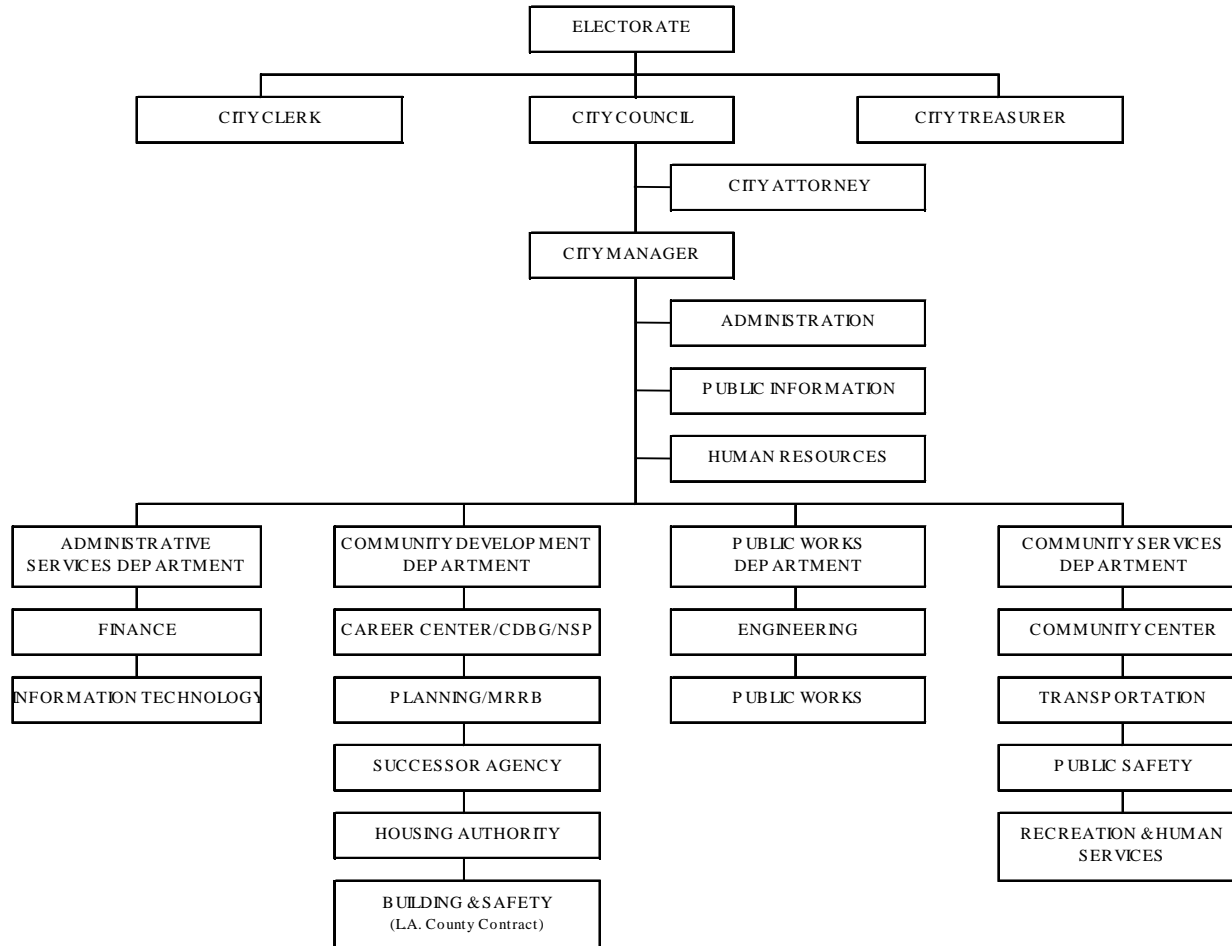 ELECTORATE
CITY CLERK
CITY COUNCIL
CITY TREASURER
CITY ATTORNEY
CITY MANAGER
ADMINISTRATION
PUBLIC INFORMATION
HUMAN RESOURCES
ADMINISTRATIVE
SERVICES DEPARTMENT
COMMUNITY DEVELOPMENT
DEPARTMENT
PUBLIC WORKS
DEPARTMENT
COMMUNITY SERVICES
DEPARTMENT
FINANCE
CAREER CENTER/CDBG/NSP
ENGINEERING
COMMUNITY CENTER
INFORMATION TECHNOLOGY
PLANNING/MRRB
PUBLIC WORKS
TRANSPORTATION
SUCCESSOR AGENCY
PUBLIC SAFETY
HOUSING AUTHORITY
RECREATION & HUMAN
SERVICES
BUILDING & SAFETY
(L.A. County Contract)